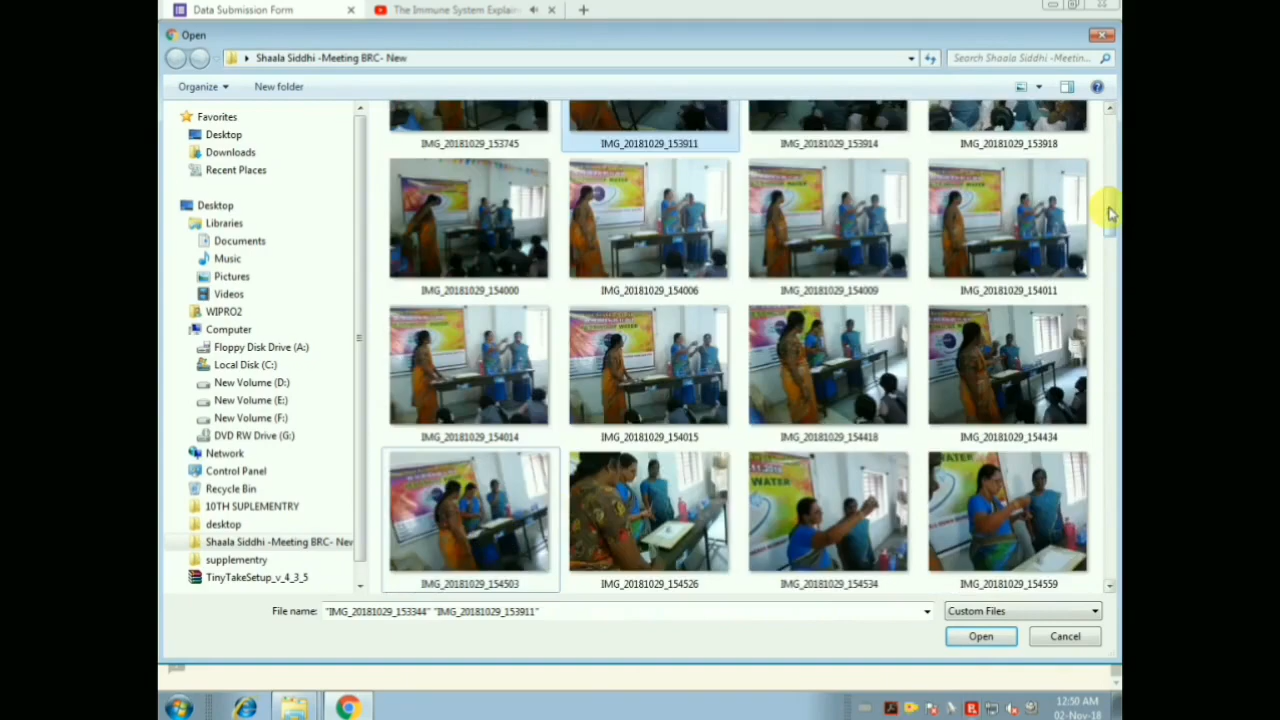 Data Submission Form
The Immune System Explain
Open
Shaala Siddhi -Meeting BRC- New
Search Shaala Siddhi -Meetin...
Organize
New folder
Favorites
Desktop
Downloads
Recent Places
Desktop
Libraries
Documents
Music
Pictures
Videos
WIPRO2
Computer
Floppy Disk Drive (A:)
Local Disk (C:)
New Volume (D:)
New Volume (E:)
New Volume (F:)
DVD RW Drive (G:)
Network
Control Panel
Recycle Bin
10TH SUPLEMENTRY
desktop
Shaala Siddhi -Meeting BRC- New
supplementry
TinyTakeSetup_v_4_3_5
IMG_20181029_153745
IMG_20181029_153911
IMG_20181029_153914
IMG_20181029_153918
IMG_20181029_154000
IMG_20181029_154006
IMG_20181029_154009
IMG_20181029_154011
IMG_20181029_154014
IMG_20181029_154015
IMG_20181029_154418
IMG_20181029_154434
WATER
WATER
IMG_20181029_154503
IMG_20181029_154526
IMG_20181029_154534
IMG_20181029_154559
File name:
"IMG_20181029_153344" "IMG_20181029_153911"
Custom Files
Open
Cancel
12:50 AM
02-Nov-18